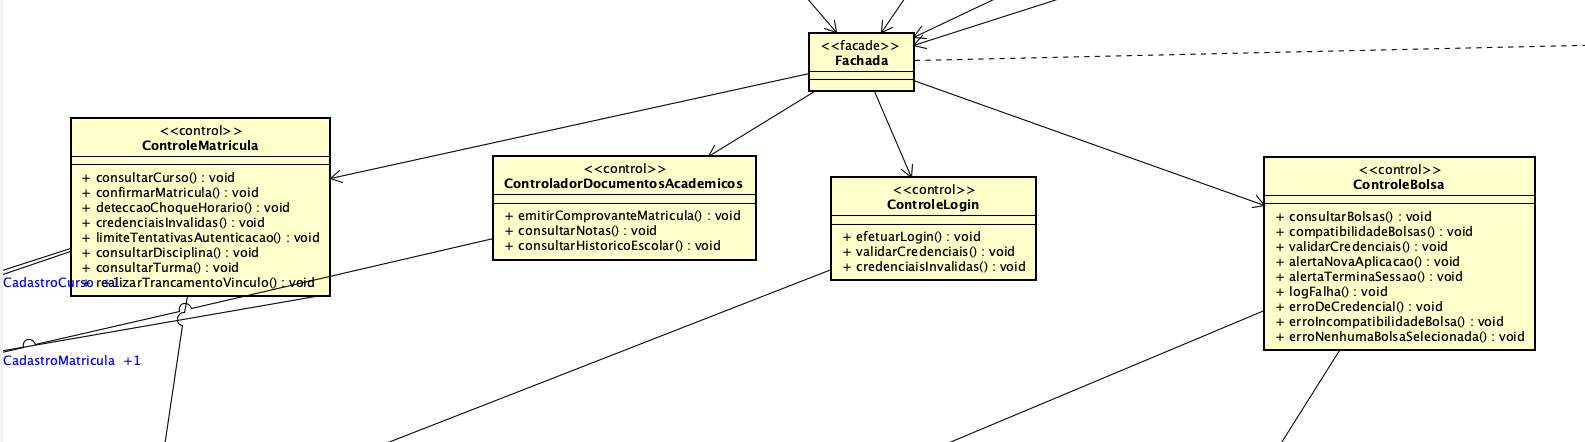 <<facade>>
Fachada
<<control>>
ControleMatricula
+ consultarCurso() : void
+ confirmarMatricula() : void
+ deteccaoChoqueHorario() : void
+ credenciaisInvalidas() : void
+ limiteTentativasAutenticacao() : void
+ consultarDisciplina() : void
+ consultarTurma() : void
+ realizarTrancamentoVinculo() : void
CadastroCurso +1
CadastroMatricula +1
<<control>>
ControladorDocumentosAcademicos
+ emitirComprovanteMatricula() : void
+ consultarNotas() : void
+ consultarHistoricoEscolar() : void
<<control>>
ControleLogin
+ efetuarLogin() : void
+ validarCredenciais() : void
+ credenciaisInvalidas() : void
<<control>>
ControleBolsa
+ consultarBolsas() : void
+ compatibilidadeBolsas() : void
+ validarCredenciais() : void
+ alertaNovaAplicacao() : void
+ alertaTerminaSessao() : void
+ logFalha() : void
+ erroDeCredencial() : void
+ erroIncompatibilidadeBolsa() : void
+ erroNenhumaBolsaSelecionada() : void